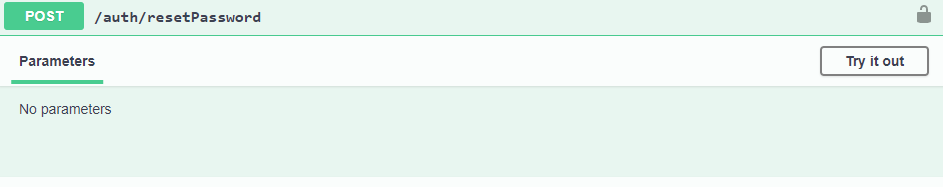 POST /auth/resetPassword
Parameters Try it out
No parameters